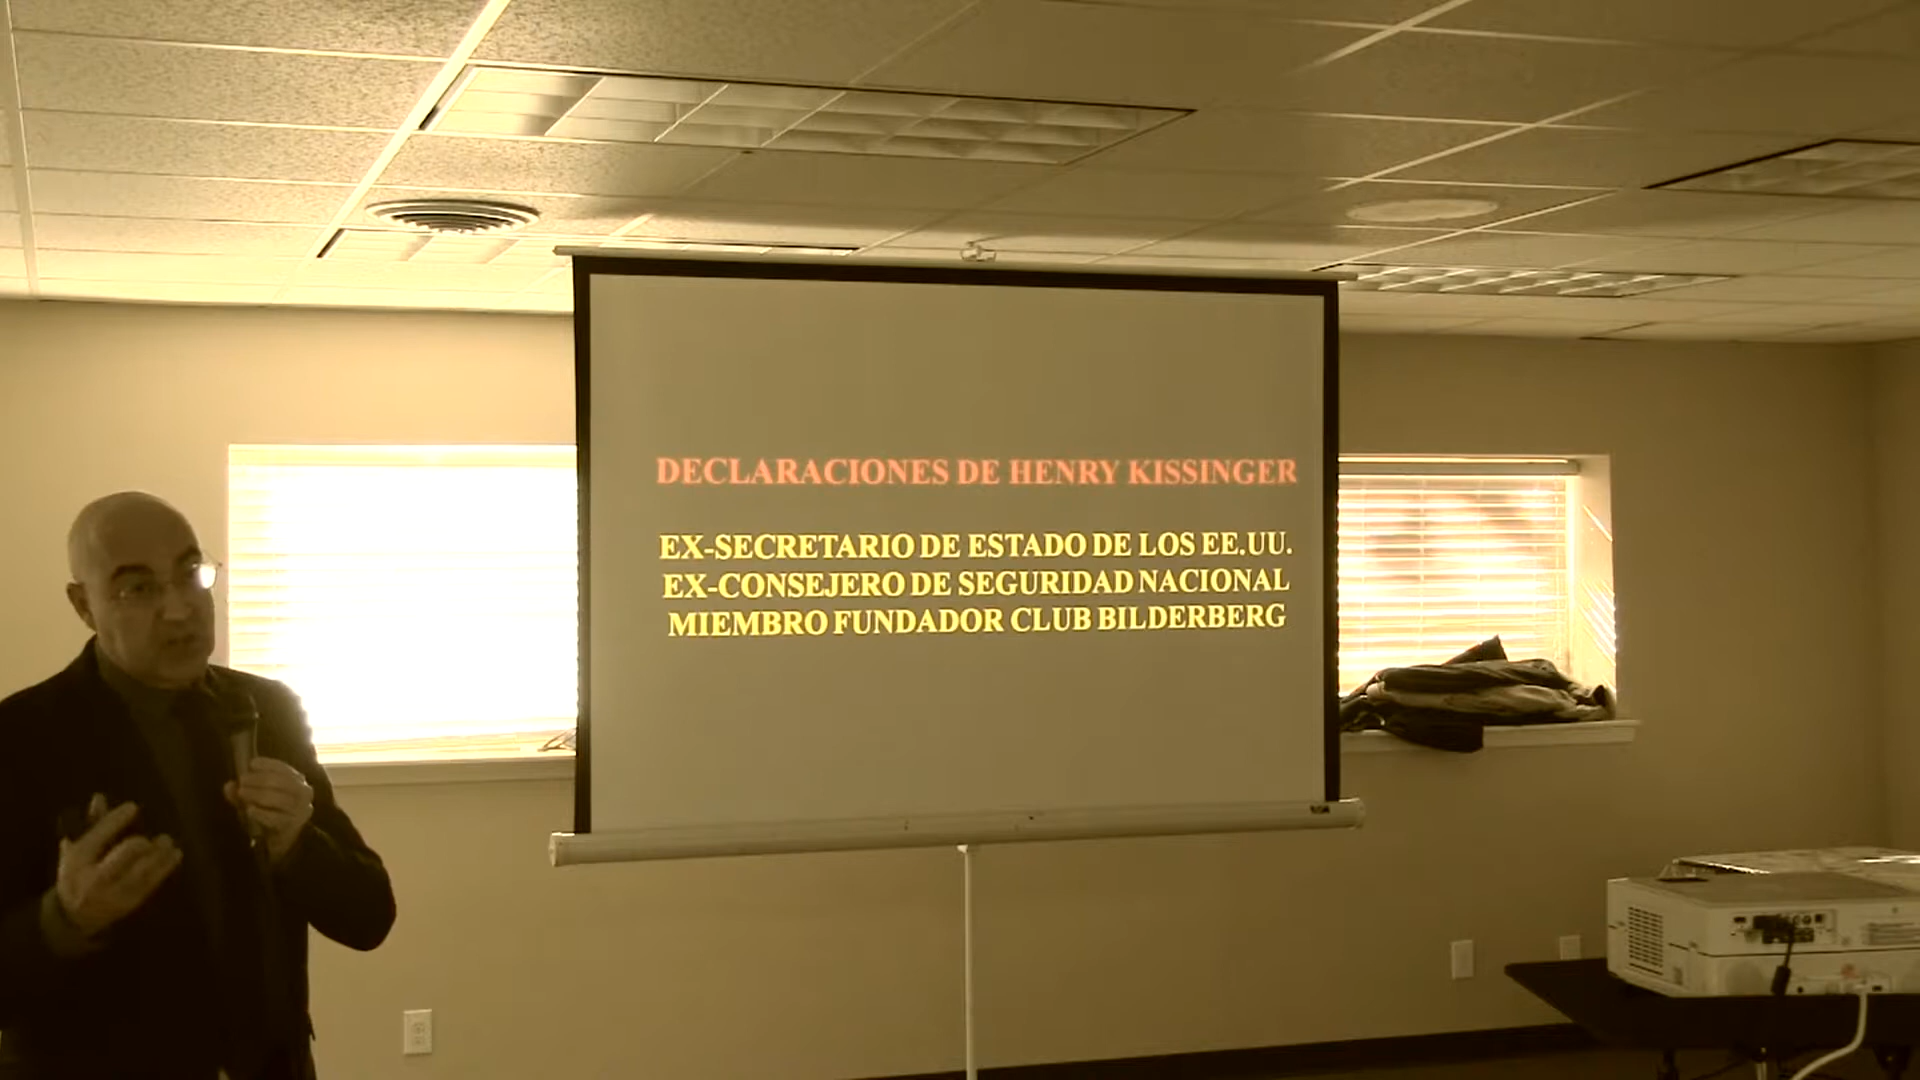 DECLARACIONES DE HENRY KISSINGER
EX-SECRETARIO DE ESTADO DE LOS EE.UU.
EX-CONSEJERO DE SEGURIDAD NACIONAL
MIEMBRO FUNDADOR CLUB BILDERBERG